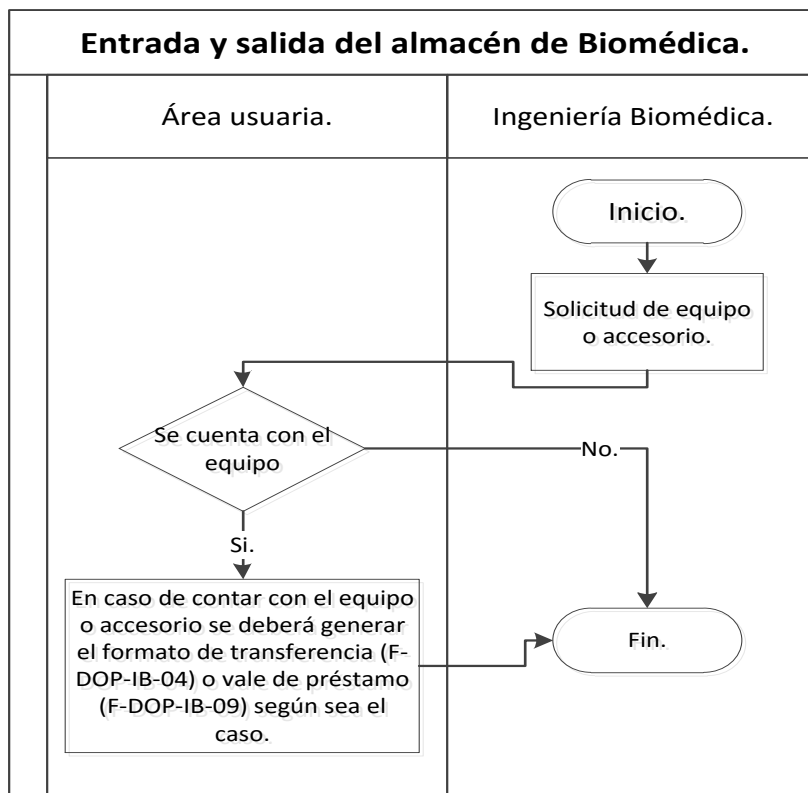 Entrada y salida del almacén de Biomédica.
Área usuaria.
Ingeniería Biomédica.
Inicio.
Solicitud de equipo
o accesorio.
Se cuenta con el
equipo
No.
Si.
En caso de contar con el equipo
o accesorio se deberá generar
el formato de transferencia (F-
DOP-IB-04) o vale de préstamo
(F-DOP-IB-09) según sea el
caso.
Fin.